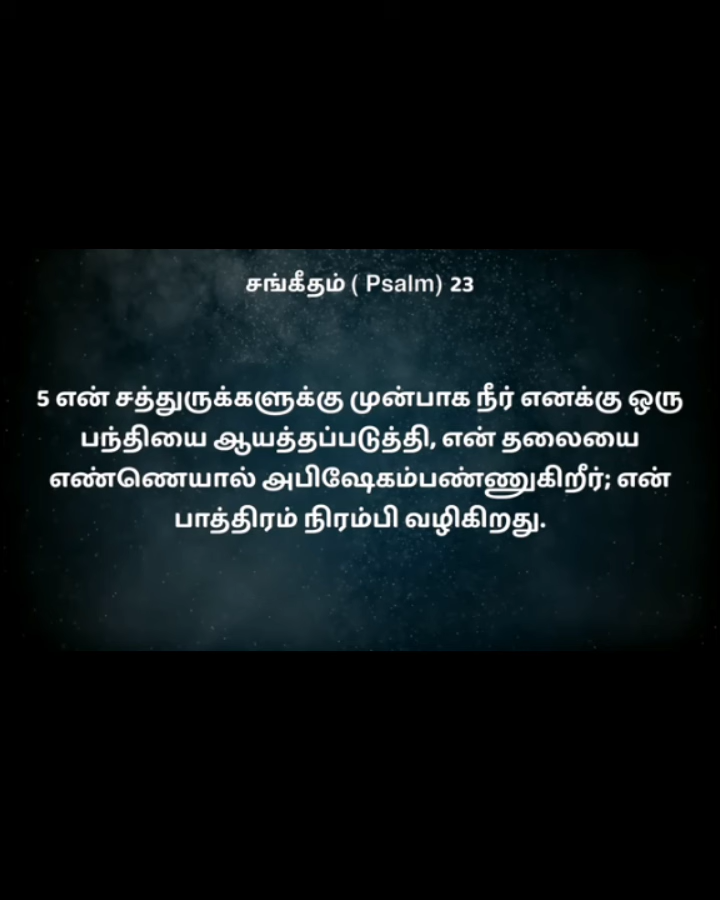 சங்கீதம் ( Psalm) 23
5 என் சத்துருக்களுக்கு முன்பாக நீர் எனக்கு ஒரு
பந்தியை ஆயத்தப்படுத்தி, என் தலையை
எண்ணெயால் அபிஷேகம்பண்ணுகிறீர்; என்
பாத்திரம் நிரம்பி வழிகிறது.